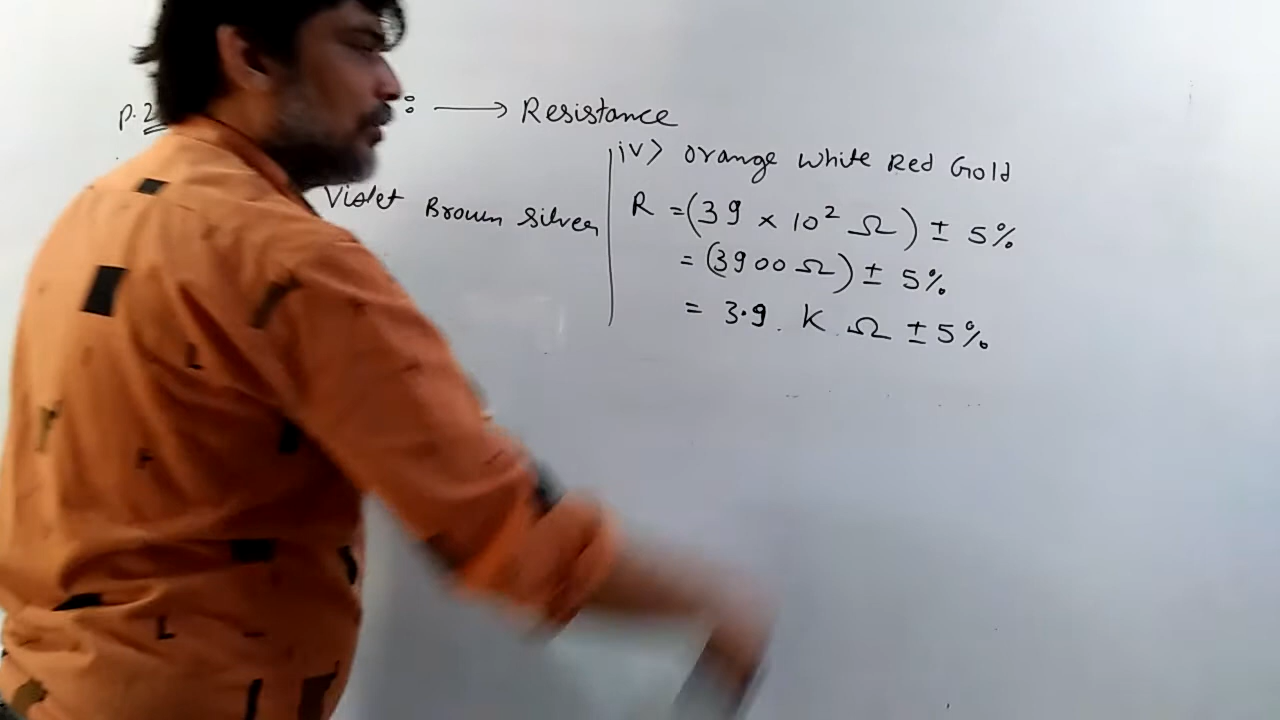 P.2 : → Resistance
Violet Brown silver
iv) Orange White Red Gold
R = (39 × 10² Ω) ± 5%
= (3900 Ω) ± 5%
= 3.9 K Ω ± 5%